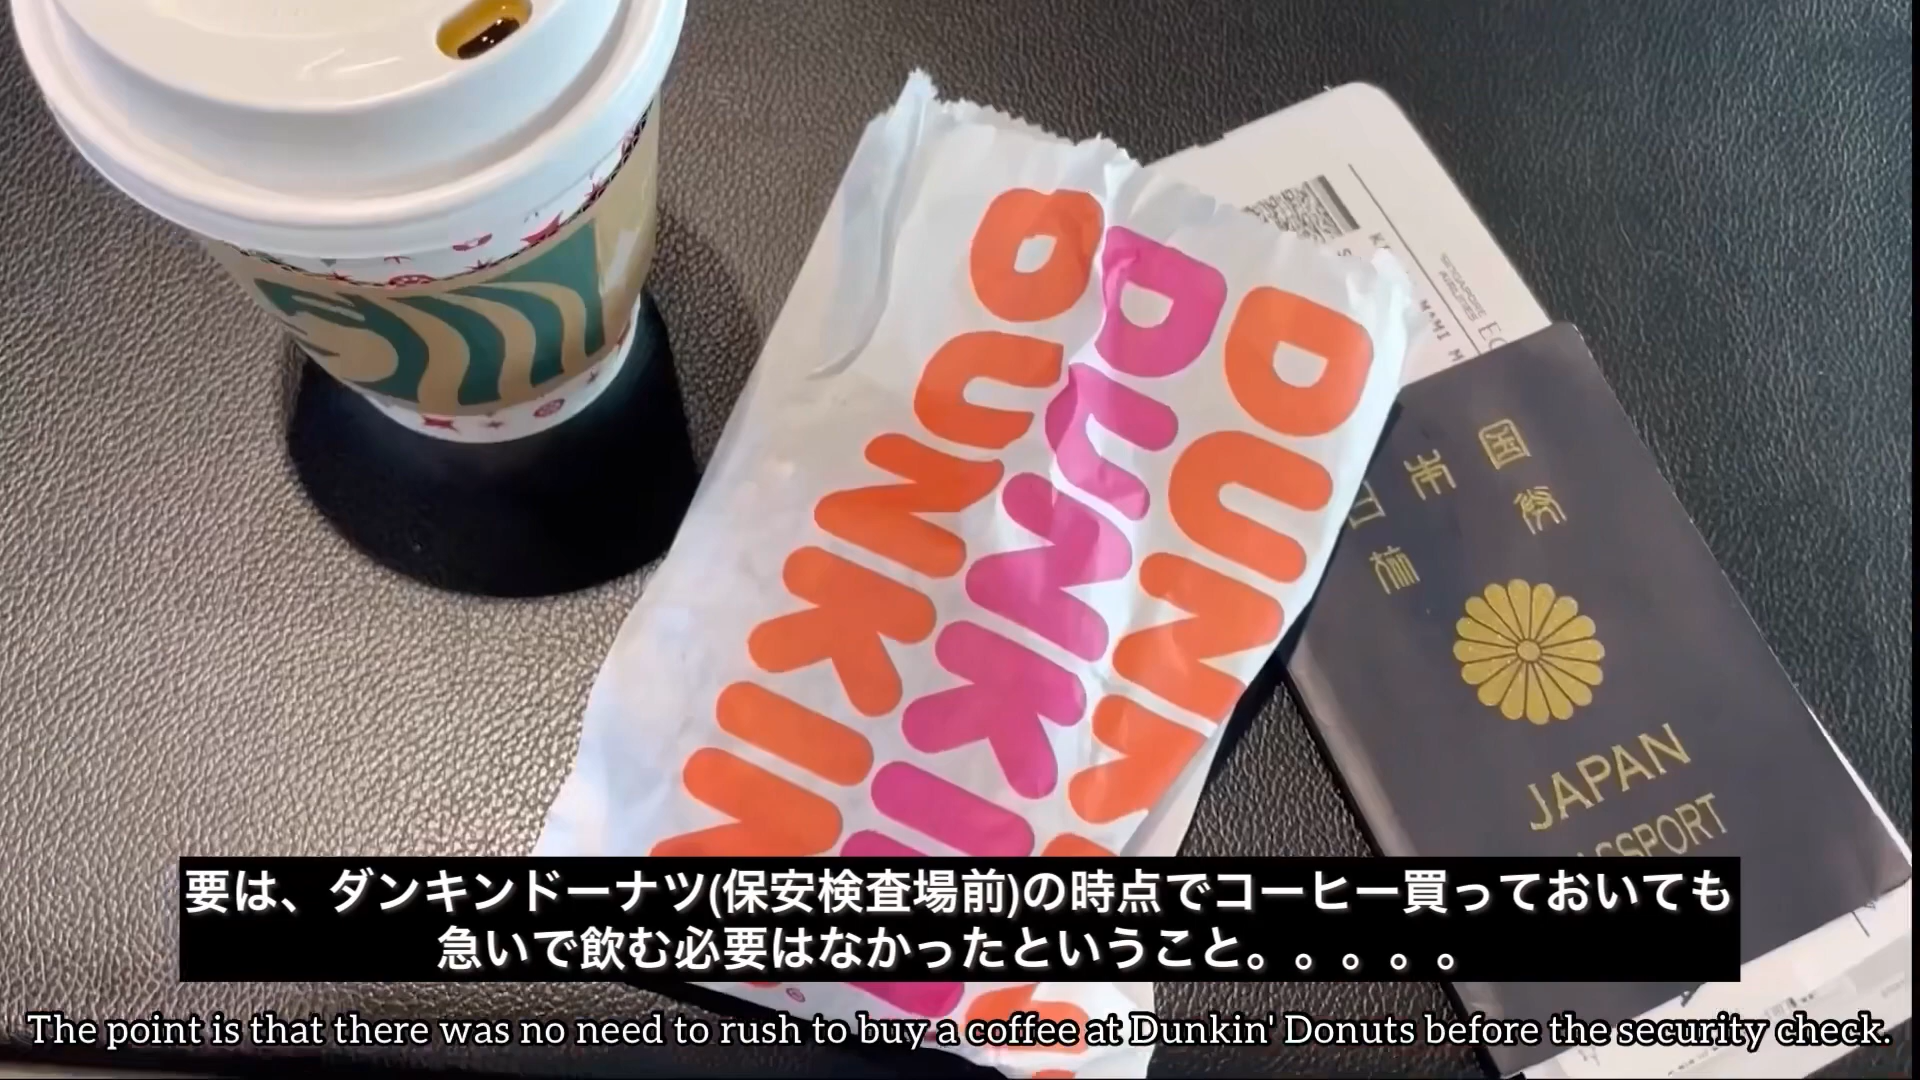 DUNKIN
DUNKIN
DUNK
日本国
旅券
JAPAN
PASSPORT
SINGAPORE
AIRLINES
要は、ダンキンドーナツ(保安検査場前)の時点でコーヒー買っておいても
急いで飲む必要はなかったということ。。。。。
The point is that there was no need to rush to buy a coffee at Dunkin' Donuts before the security check.